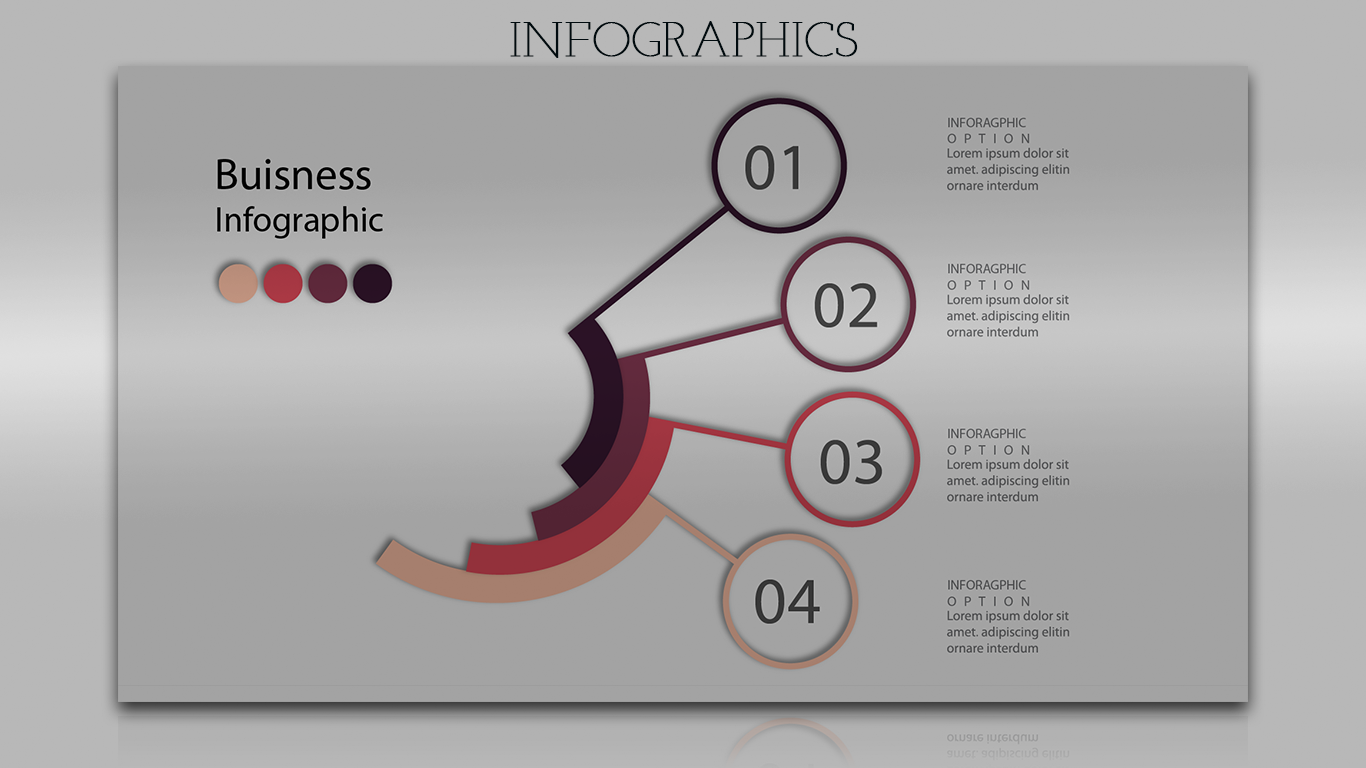 INFOGRAPHICS
Buisness
Infographic
01
INFORAGPHIC
OPTION
Lorem ipsum dolor sit
amet. adipiscing elitin
ornare interdum
02
INFORAGPHIC
OPTION
Lorem ipsum dolor sit
amet. adipiscing elitin
ornare interdum
03
INFORAGPHIC
OPTION
Lorem ipsum dolor sit
amet. adipiscing elitin
ornare interdum
04
INFORAGPHIC
OPTION
Lorem ipsum dolor sit
amet. adipiscing elitin
ornare interdum